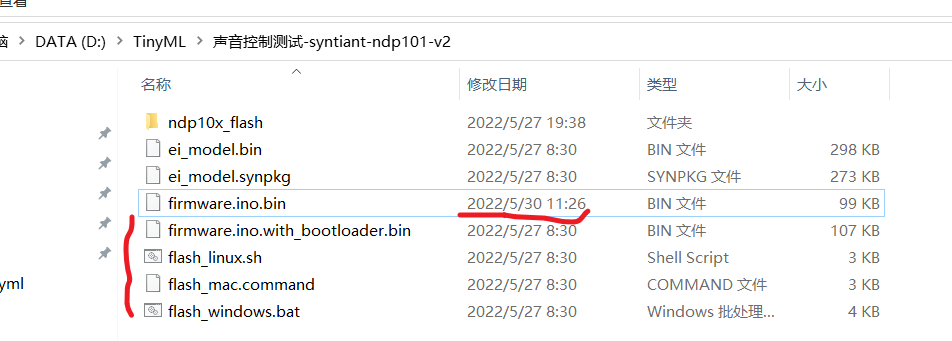 查看
脑 › DATA (D:) › TinyML › 声音控制测试-syntiant-ndp101-v2
名称 修改日期 类型 大小
ndp10x_flash 2022/5/27 19:38 文件夹
ei_model.bin 2022/5/27 8:30 BIN 文件 298 KB
ei_model.synpkg 2022/5/27 8:30 SYNPKG 文件 273 KB
firmware.ino.bin 2022/5/30 11:26 BIN 文件 99 KB
firmware.ino.with_bootloader.bin 2022/5/27 8:30 BIN 文件 107 KB
flash_linux.sh 2022/5/27 8:30 Shell Script 3 KB
yml flash_mac.command 2022/5/27 8:30 COMMAND 文件 3 KB
flash_windows.bat 2022/5/27 8:30 Windows 批处理... 4 KB